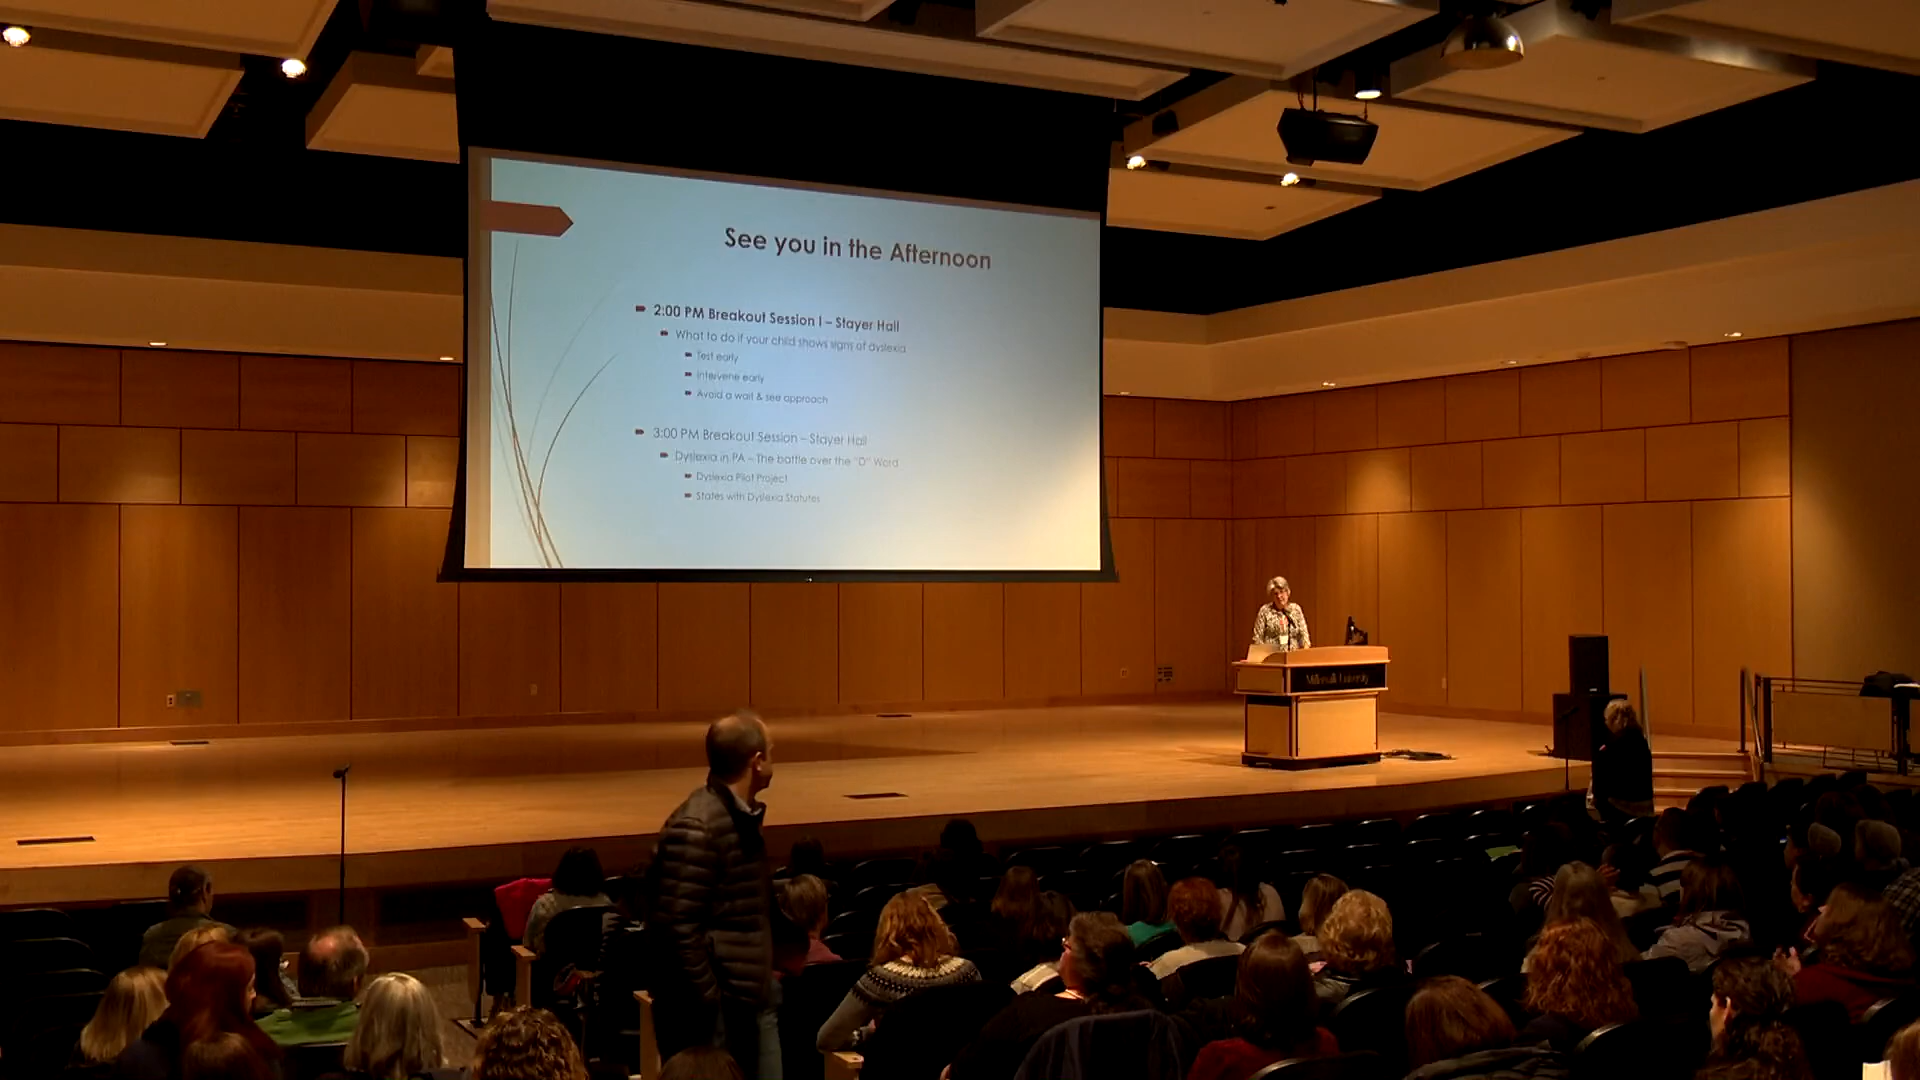 See you in the Afternoon
2:00 PM Breakout Session I – Stayer Hall
What to do if your child shows signs of dyslexia
Test early
Intervene early
Avoid a wait & see approach
3:00 PM Breakout Session – Stayer Hall
Dyslexia in PA – The battle over the "D" Word
Dyslexia Pilot Project
States with Dyslexia Statutes
Millersville University